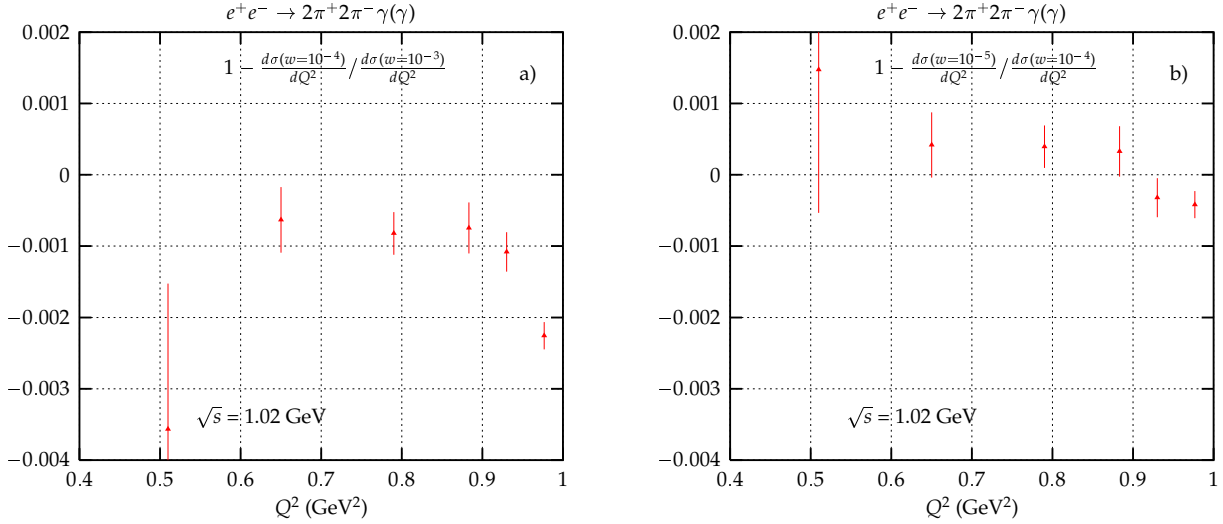 e⁺e⁻ → 2π⁺2π⁻γ(γ)
1 − dσ(w=10⁻⁴)/dQ² / dσ(w=10⁻³)/dQ²
a)
0.002
0.001
0
−0.001
−0.002
−0.003
−0.004
√s = 1.02 GeV
0.4 0.5 0.6 0.7 0.8 0.9 1
Q² (GeV²)
e⁺e⁻ → 2π⁺2π⁻γ(γ)
1 − dσ(w=10⁻⁵)/dQ² / dσ(w=10⁻⁴)/dQ²
b)
0.002
0.001
0
−0.001
−0.002
−0.003
−0.004
√s = 1.02 GeV
0.4 0.5 0.6 0.7 0.8 0.9 1
Q² (GeV²)